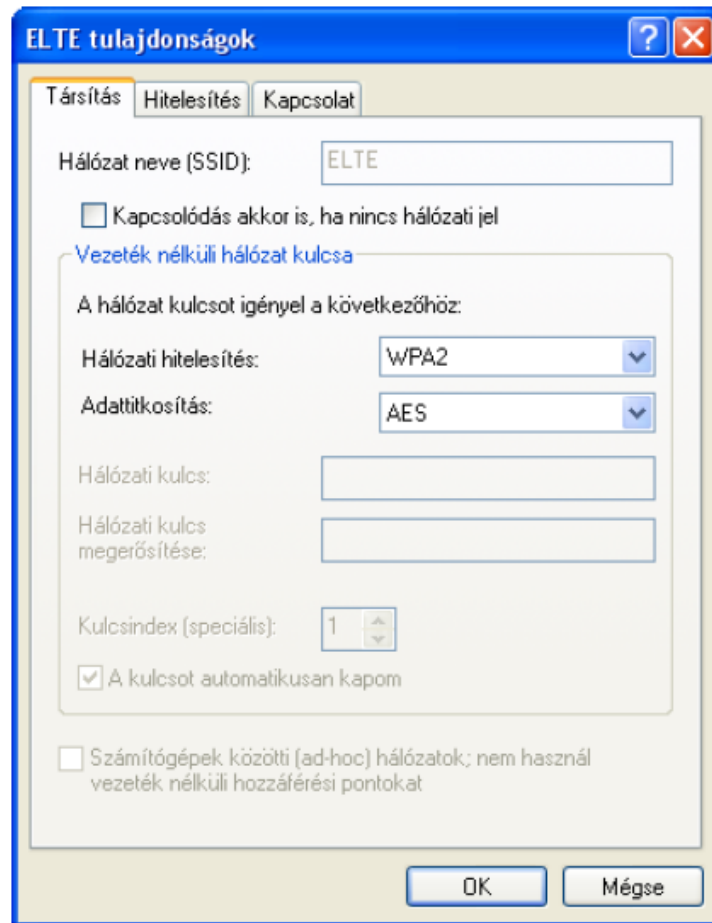 ELTE tulajdonságok
?
Társítás Hitelesítés Kapcsolat
Hálózat neve (SSID): ELTE
Kapcsolódás akkor is, ha nincs hálózati jel
Vezeték nélküli hálózat kulcsa
A hálózat kulcsot igényel a következőhöz:
Hálózati hitelesítés: WPA2
Adattitkosítás: AES
Hálózati kulcs:
Hálózati kulcs
megerősítése:
Kulcsindex (speciális): 1
A kulcsot automatikusan kapom
Számítógépek közötti (ad-hoc) hálózatok; nem használ
vezeték nélküli hozzáférési pontokat
OK Mégse